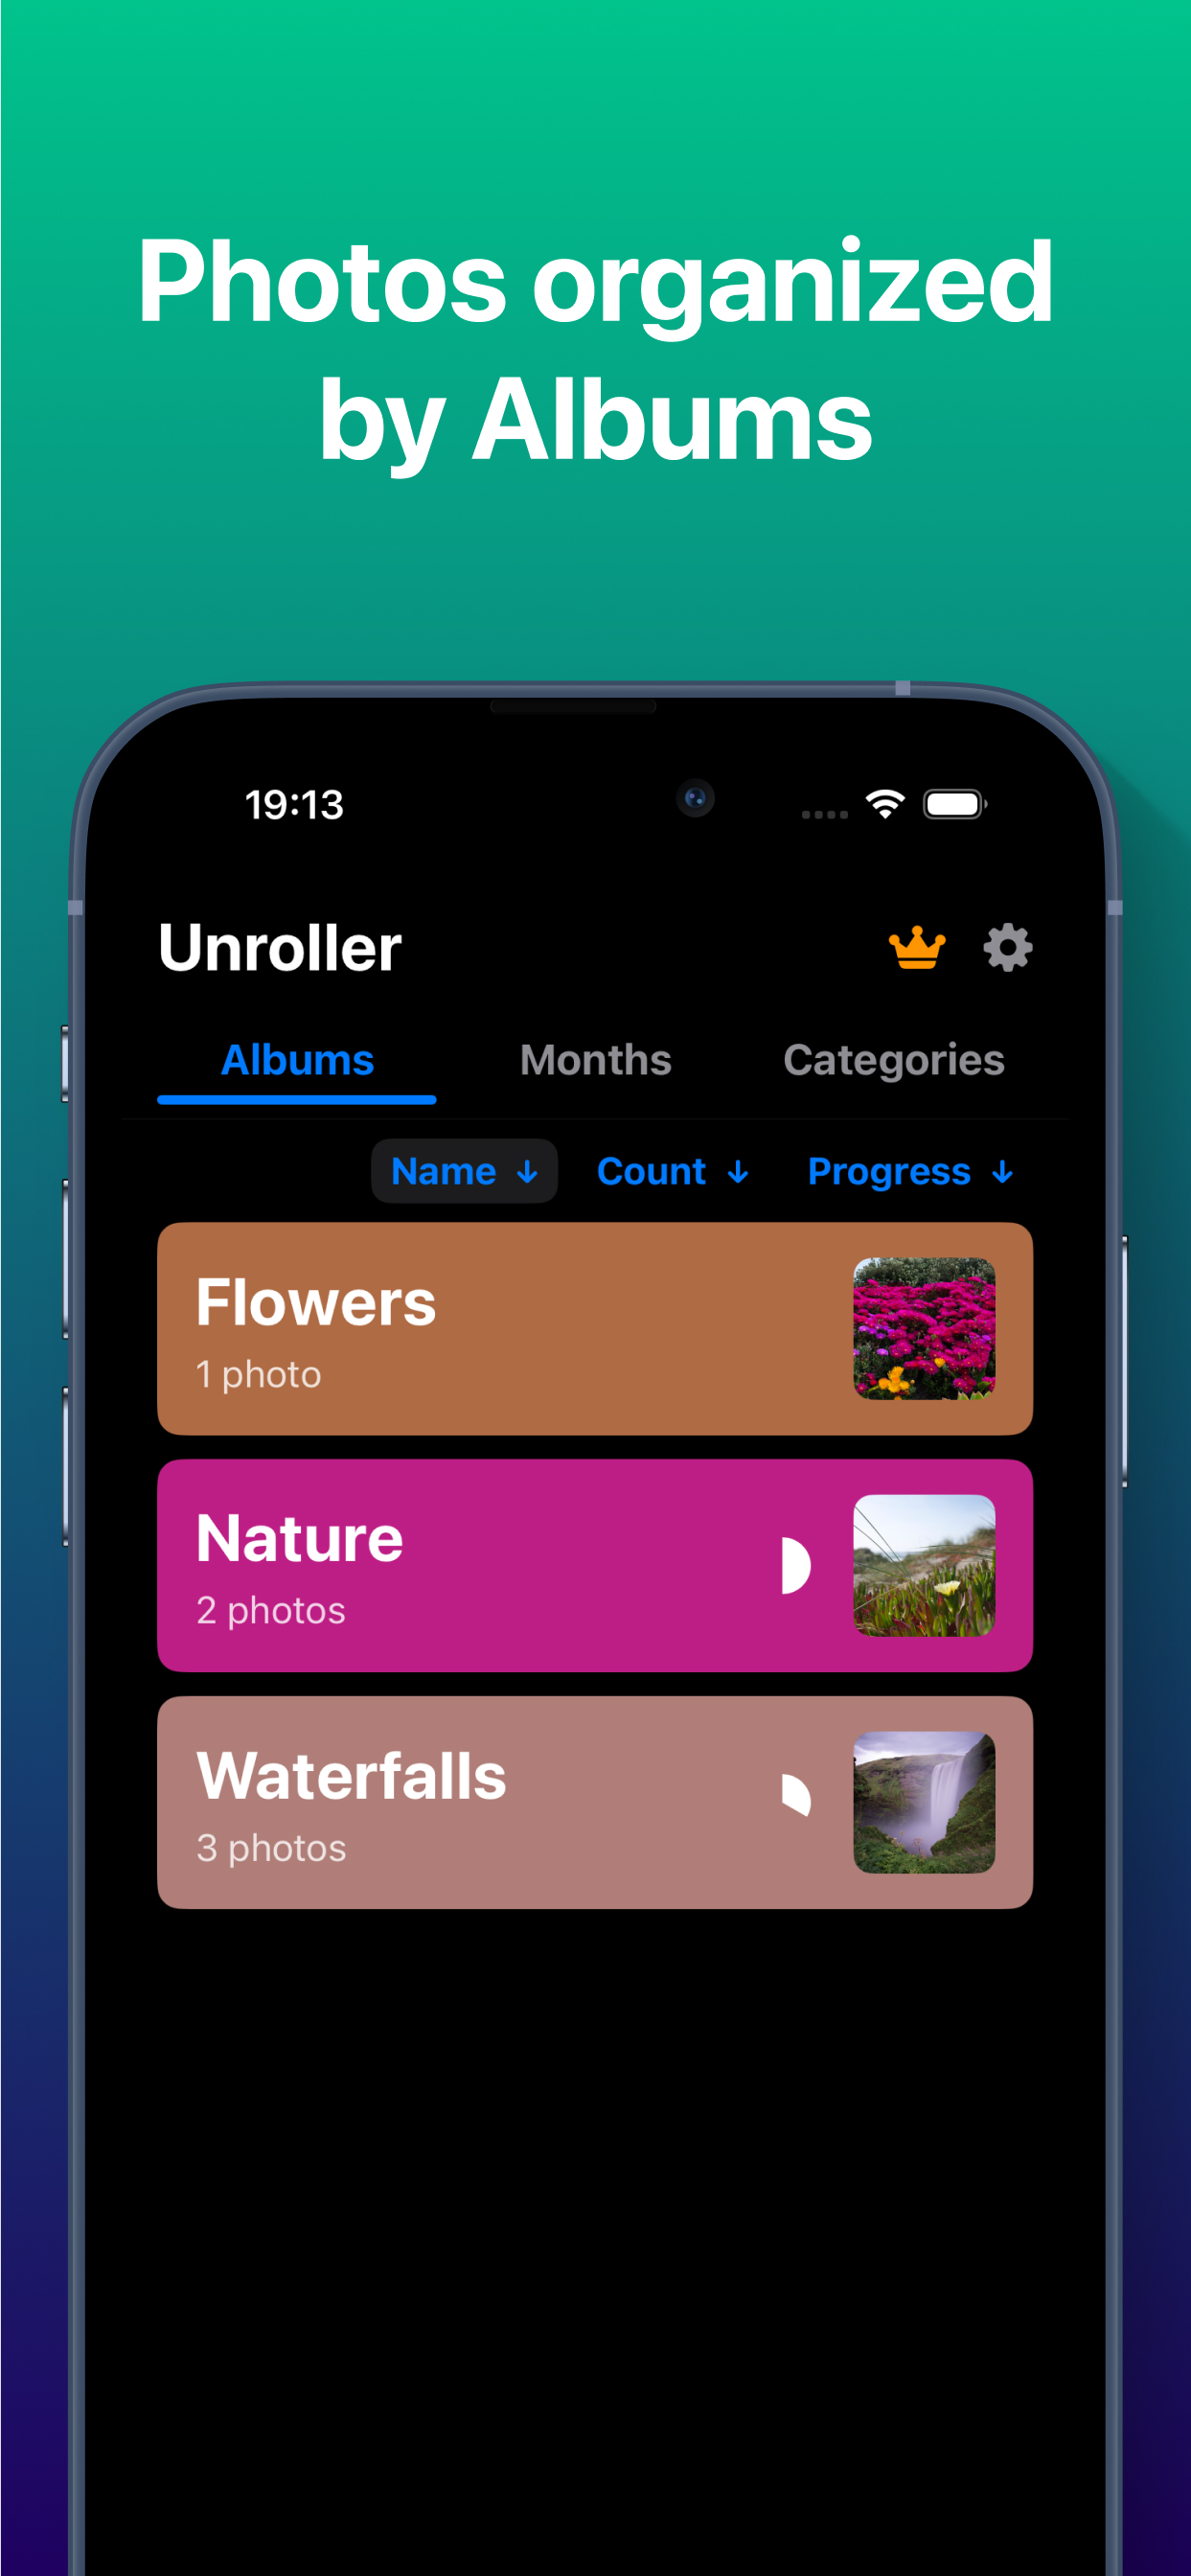 Photos organized
by Albums
19:13
Unroller
Albums Months Categories
Name ↓ Count ↓ Progress ↓
Flowers
1 photo
Nature
2 photos
Waterfalls
3 photos